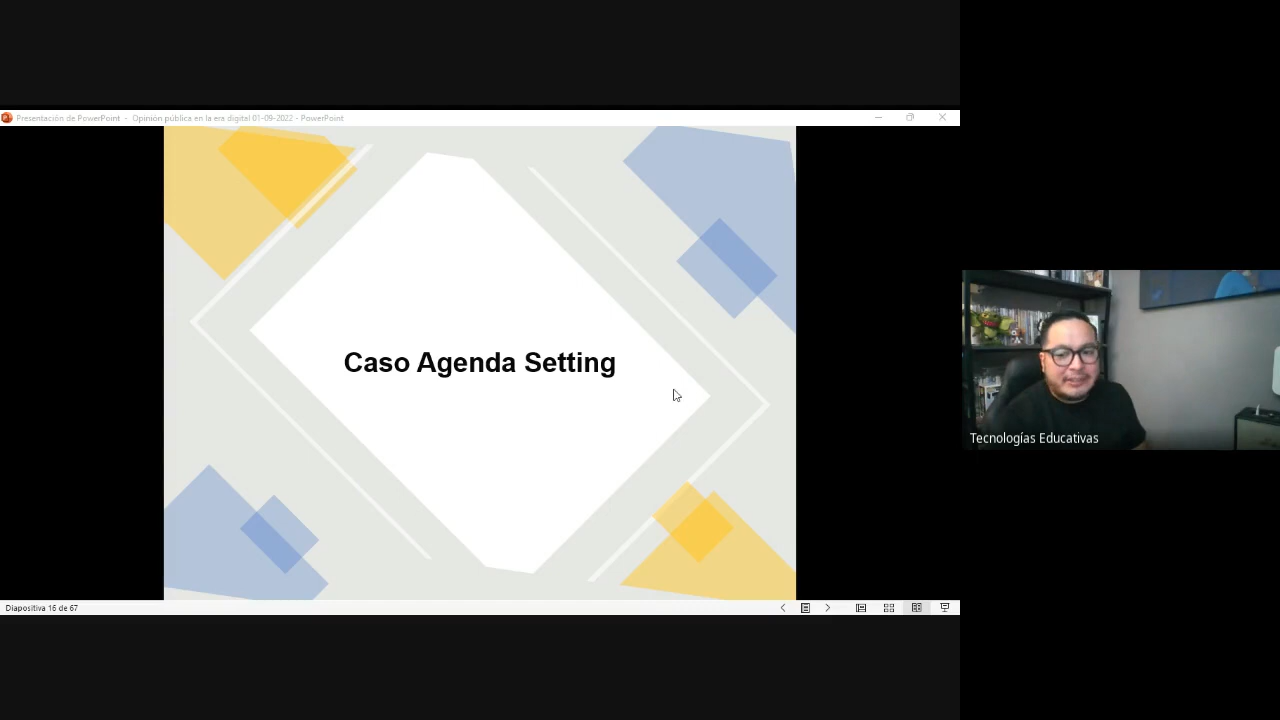 Presentación de PowerPoint - Opinión pública en la era digital 01-09-2022 - PowerPoint
Caso Agenda Setting
Tecnologías Educativas
Diapositiva 16 de 67